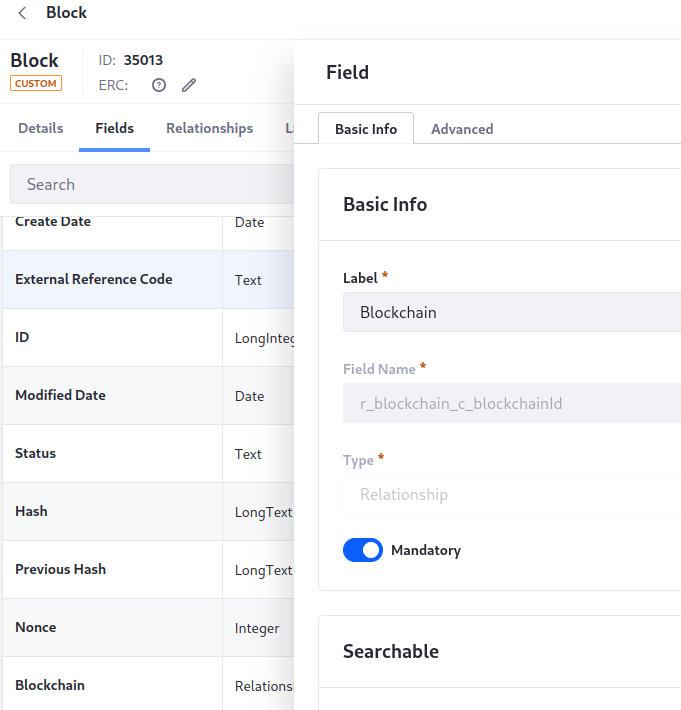 Block
Block
ID: 35013
CUSTOM
ERC:
Details
Fields
Relationships
Search
Create Date
Date
External Reference Code
Text
ID
LongInteg
Modified Date
Date
Status
Text
Hash
LongText
Previous Hash
LongText
Nonce
Integer
Blockchain
Relations
Field
Basic Info
Advanced
Basic Info
Label *
Blockchain
Field Name *
r_blockchain_c_blockchainId
Type *
Relationship
Mandatory
Searchable